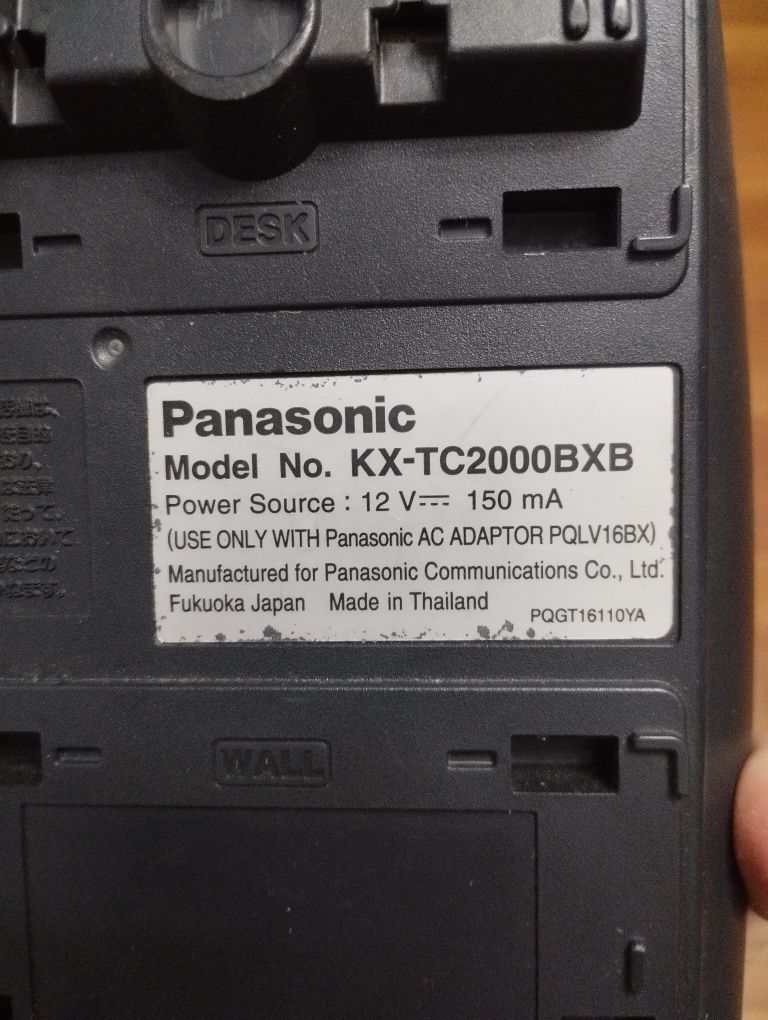 DESK
Panasonic
Model No. KX-TC2000BXB
Power Source : 12 V⎓ 150 mA
(USE ONLY WITH Panasonic AC ADAPTOR PQLV16BX)
Manufactured for Panasonic Communications Co., Ltd.
Fukuoka Japan Made in Thailand PQGT16110YA
WALL